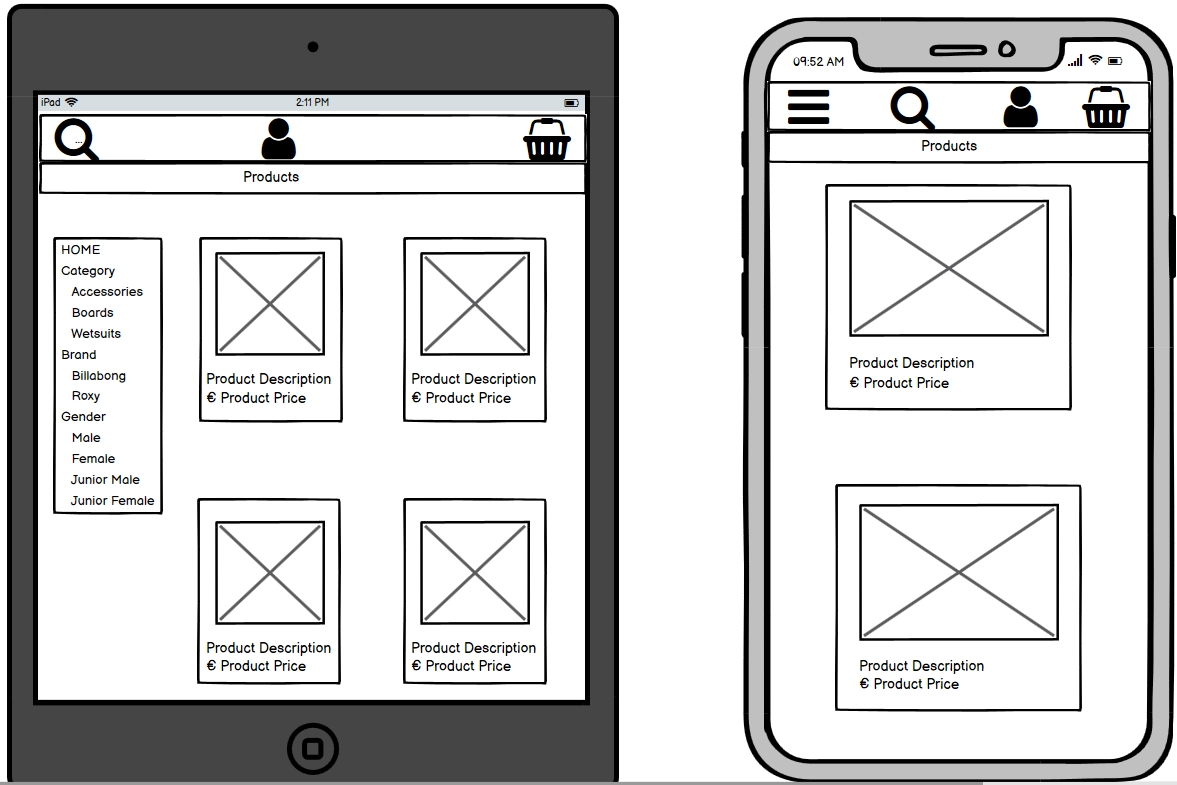 iPad 2:11 PM
...
Products
HOME
Category
Accessories
Boards
Wetsuits
Brand
Billabong
Roxy
Gender
Male
Female
Junior Male
Junior Female
Product Description
€ Product Price
Product Description
€ Product Price
Product Description
€ Product Price
Product Description
€ Product Price
09:52 AM
Products
Product Description
€ Product Price
Product Description
€ Product Price